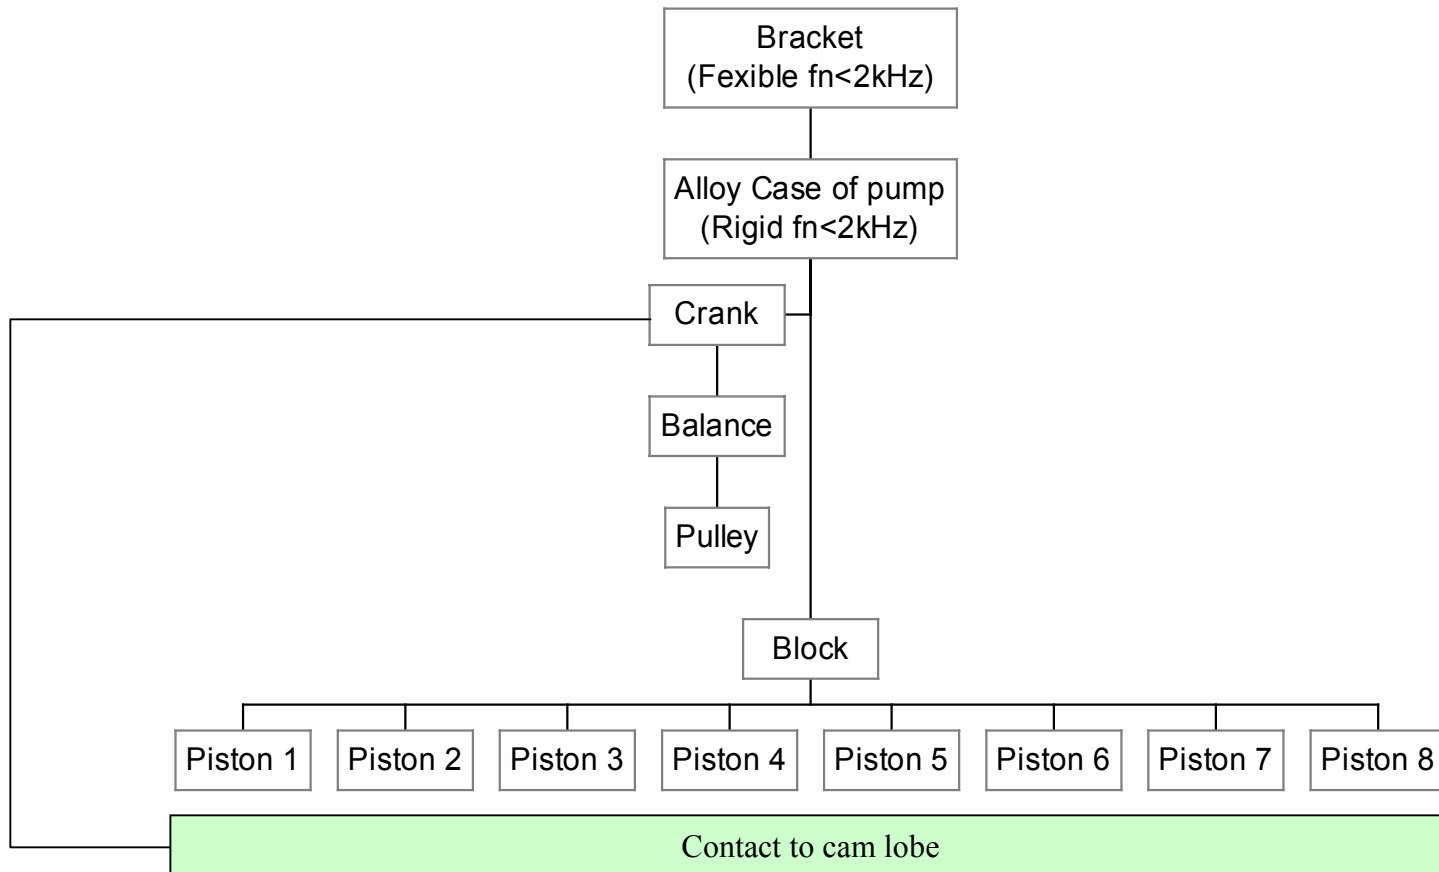 Bracket
(Fexible fn<2kHz)
Alloy Case of pump
(Rigid fn<2kHz)
Crank
Balance
Pulley
Block
Piston 1
Piston 2
Piston 3
Piston 4
Piston 5
Piston 6
Piston 7
Piston 8
Contact to cam lobe